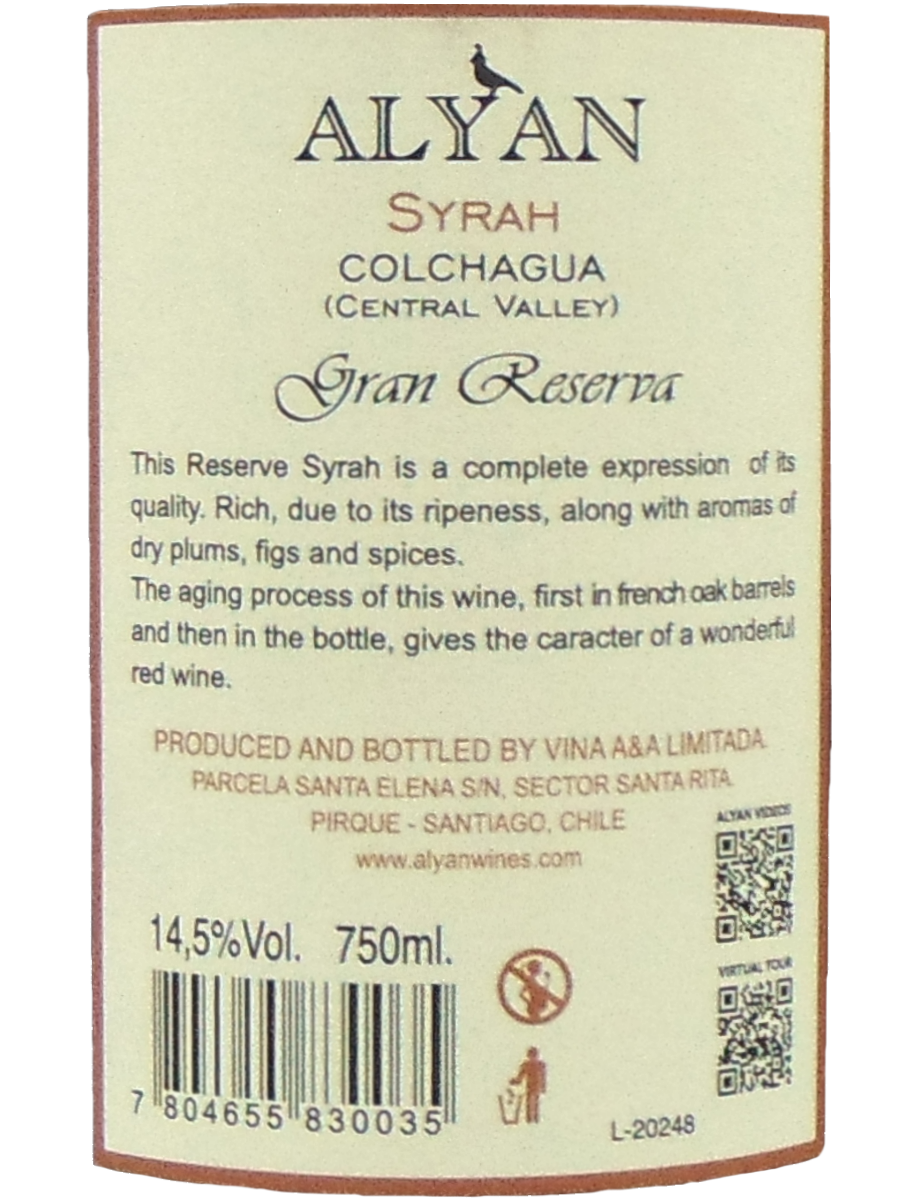 ALYAN
SYRAH
COLCHAGUA
(CENTRAL VALLEY)
Gran Reserva
This Reserve Syrah is a complete expression of its
quality. Rich, due to its ripeness, along with aromas of
dry plums, figs and spices.
The aging process of this wine, first in french oak barrels
and then in the bottle, gives the caracter of a wonderful
red wine.
PRODUCED AND BOTTLED BY VINA A&A LIMITADA
PARCELA SANTA ELENA S/N, SECTOR SANTA RITA
PIRQUE - SANTIAGO, CHILE
www.alyanwines.com
ALYAN VIDEOS
14,5%Vol. 750ml.
VIRTUAL TOUR
7 804655 830035
L-20248